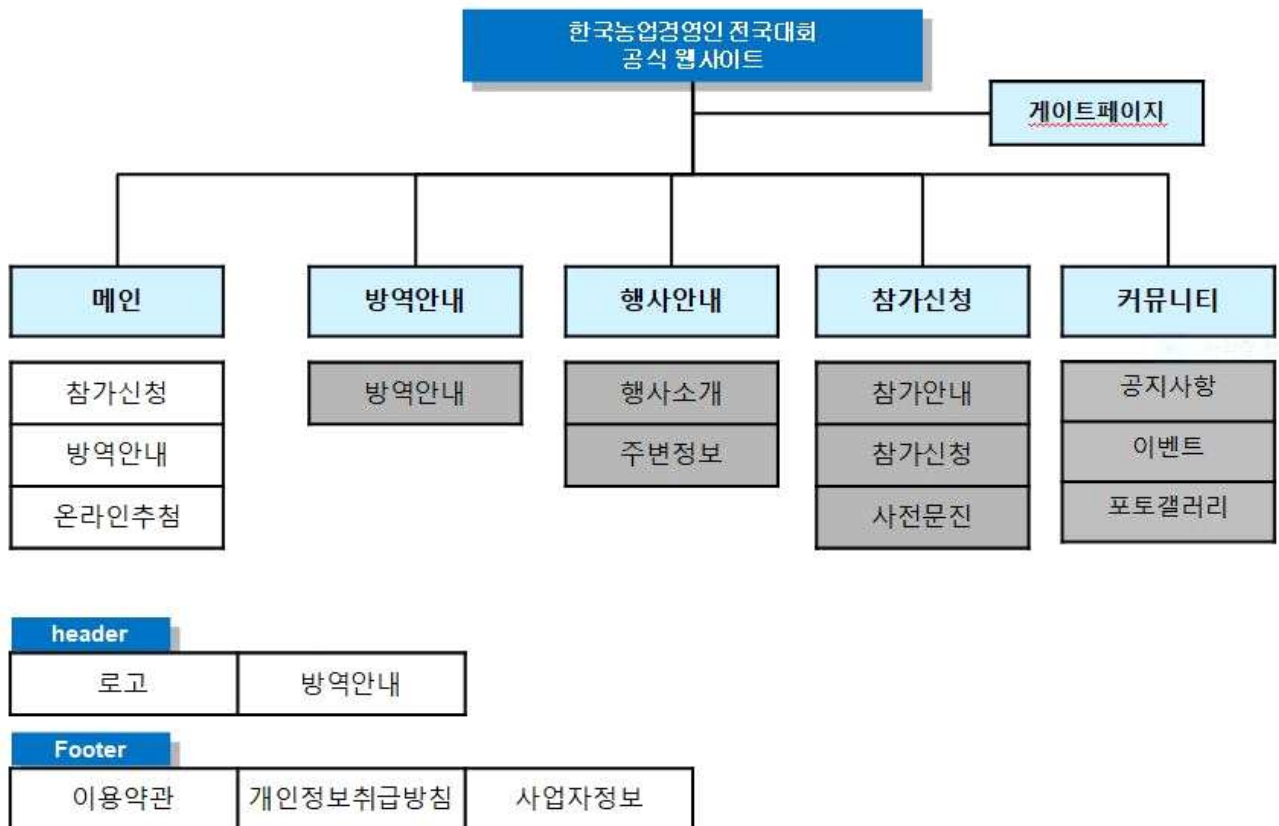 한국농업경영인 전국대회
공식 웹사이트
게이트페이지
메인
방역안내
행사안내
참가신청
커뮤니티
참가신청
방역안내
온라인추첨
방역안내
행사소개
주변정보
참가안내
참가신청
사전문진
공지사항
이벤트
포토갤러리
header
로고
방역안내
Footer
이용약관
개인정보취급방침
사업자정보